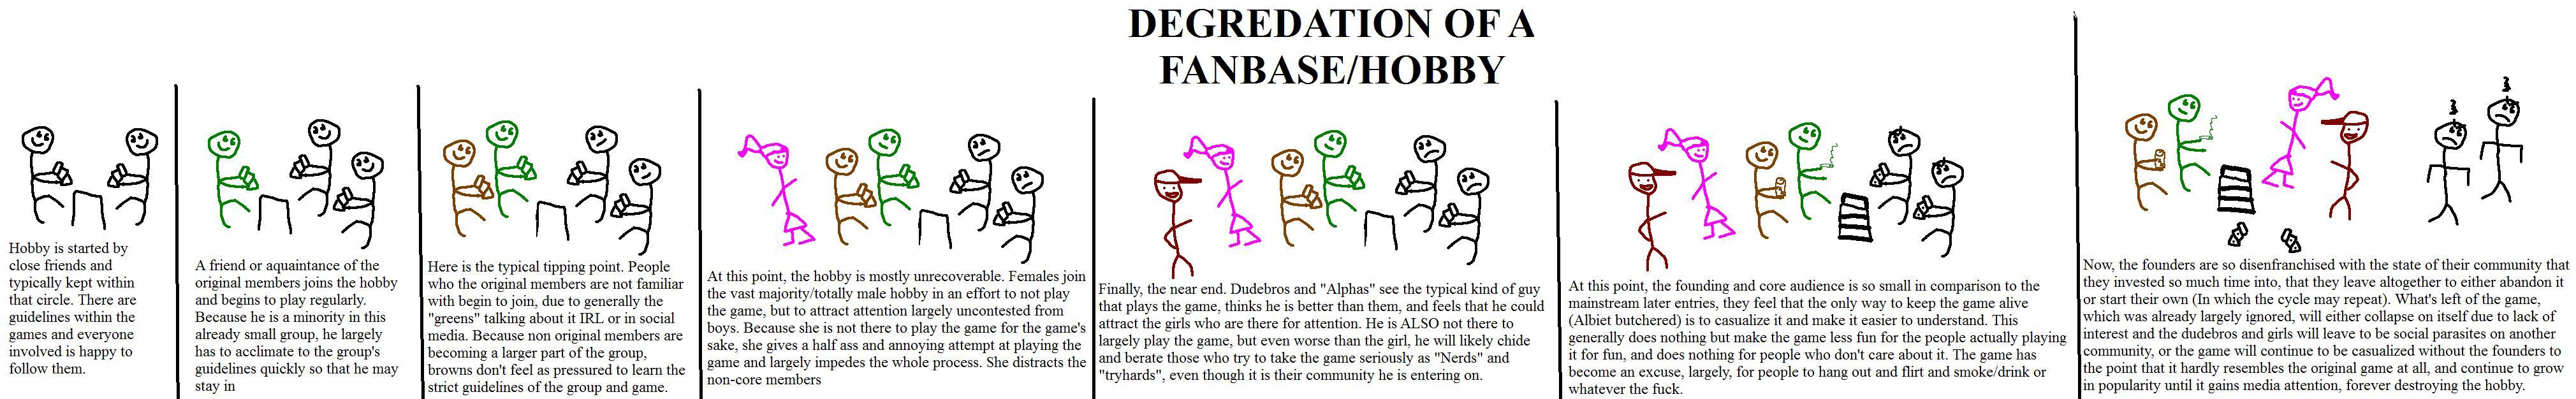 DEGREDATION OF A
FANBASE/HOBBY
Hobby is started by
close friends and
typically kept within
that circle. There are
guidelines within the
games and everyone
involved is happy to
follow them.
A friend or aquaintance of the
original members joins the hobby
and begins to play regularly.
Because he is a minority in this
already small group, he largely
has to acclimate to the group's
guidelines quickly so that he may
stay in
Here is the typical tipping point. People
who the original members are not familiar
with begin to join, due to generally the
"greens" talking about it IRL or in social
media. Because non original members are
becoming a larger part of the group,
browns don't feel as pressured to learn the
strict guidelines of the group and game.
At this point, the hobby is mostly unrecoverable. Females join
the vast majority/totally male hobby in an effort to not play
the game, but to attract attention largely uncontested from
boys. Because she is not there to play the game for the game's
sake, she gives a half ass and annoying attempt at playing the
game and largely impedes the whole process. She distracts the
non-core members
Finally, the near end. Dudebros and "Alphas" see the typical kind of guy
that plays the game, thinks he is better than them, and feels that he could
attract the girls who are there for attention. He is ALSO not there to
largely play the game, but even worse than the girl, he will likely chide
and berate those who try to take the game seriously as "Nerds" and
"tryhards", even though it is their community he is entering on.
At this point, the founding and core audience is so small in comparison to the
mainstream later entries, they feel that the only way to keep the game alive
(Albiet butchered) is to casualize it and make it easier to understand. This
generally does nothing but make the game less fun for the people actually playing
it for fun, and does nothing for people who don't care about it. The game has
become an excuse, largely, for people to hang out and flirt and smoke/drink or
whatever the fuck.
Now, the founders are so disenfranchised with the state of their community that
they invested so much time into, that they leave altogether to either abandon it
or start their own (In which the cycle may repeat). What's left of the game,
which was already largely ignored, will either collapse on itself due to lack of
interest and the dudebros and girls will leave to be social parasites on another
community, or the game will continue to be casualized without the founders to
the point that it hardly resembles the original game at all, and continue to grow
in popularity until it gains media attention, forever destroying the hobby.